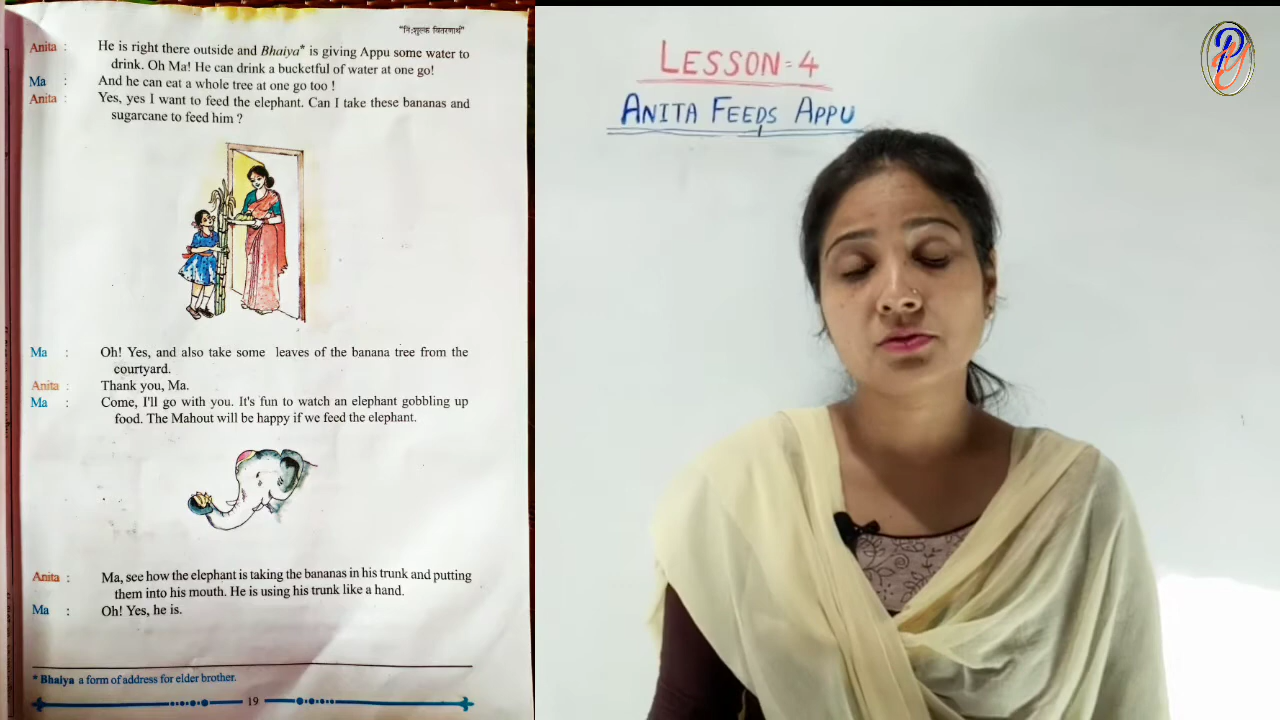 "निःशुल्क वितरणार्थ"
Anita : He is right there outside and Bhaiya* is giving Appu some water to
drink. Oh Ma! He can drink a bucketful of water at one go!
Ma : And he can eat a whole tree at one go too !
Anita : Yes, yes I want to feed the elephant. Can I take these bananas and
sugarcane to feed him ?
Ma : Oh! Yes, and also take some leaves of the banana tree from the
courtyard.
Anita : Thank you, Ma.
Ma : Come, I'll go with you. It's fun to watch an elephant gobbling up
food. The Mahout will be happy if we feed the elephant.
Anita : Ma, see how the elephant is taking the bananas in his trunk and putting
them into his mouth. He is using his trunk like a hand.
Ma : Oh! Yes, he is.
* Bhaiya a form of address for elder brother.
19
LESSON-4
ANITA FEEDS APPU